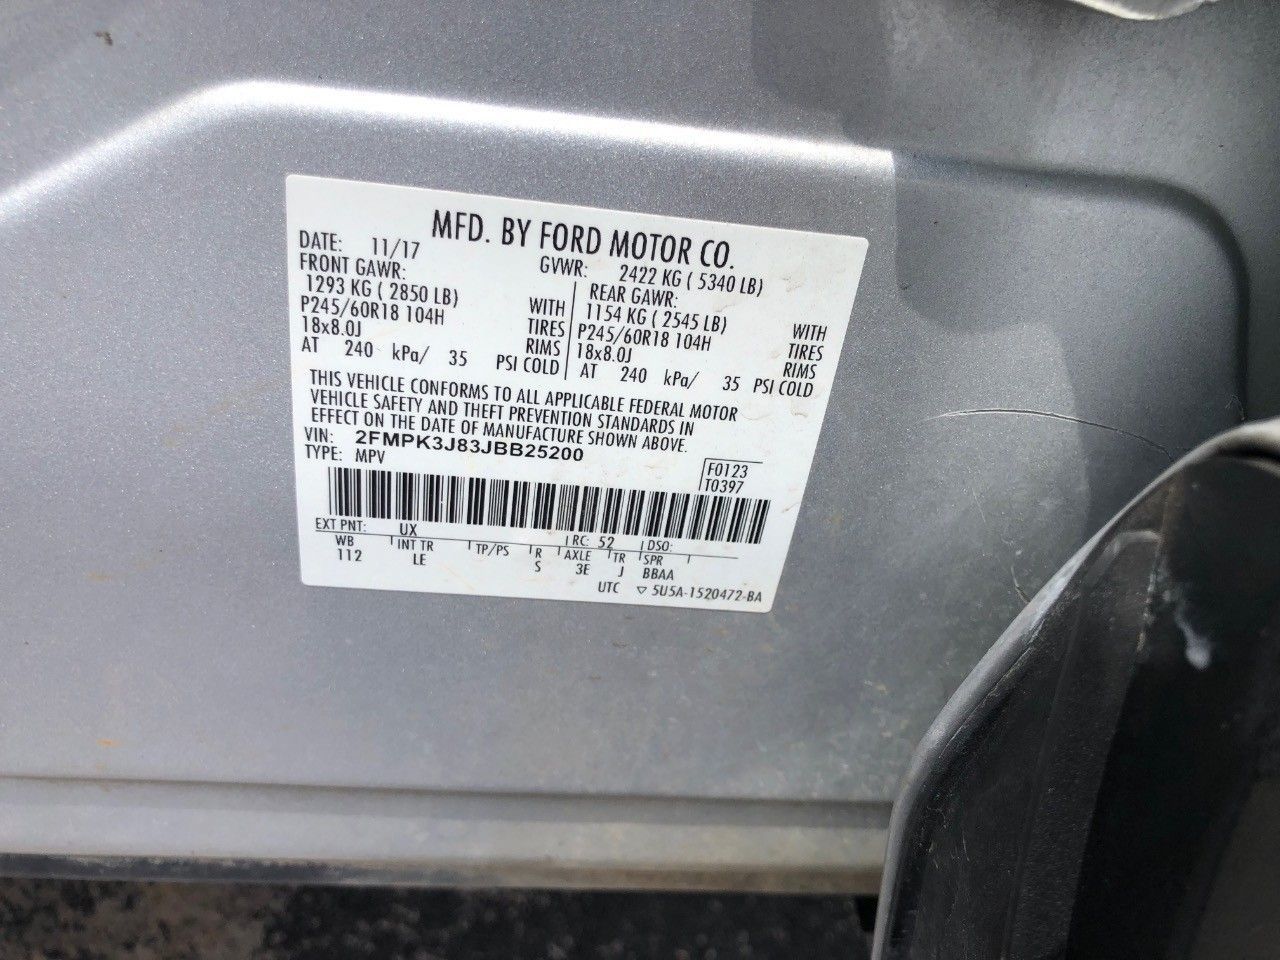 MFD. BY FORD MOTOR CO.
DATE: 11/17 GVWR: 2422 KG ( 5340 LB)
FRONT GAWR: REAR GAWR:
1293 KG ( 2850 LB) WITH 1154 KG ( 2545 LB) WITH
P245/60R18 104H TIRES P245/60R18 104H TIRES
18x8.0J RIMS 18x8.0J RIMS
AT 240 kPa/ 35 PSI COLD AT 240 kPa/ 35 PSI COLD
THIS VEHICLE CONFORMS TO ALL APPLICABLE FEDERAL MOTOR
VEHICLE SAFETY AND THEFT PREVENTION STANDARDS IN
EFFECT ON THE DATE OF MANUFACTURE SHOWN ABOVE.
VIN: 2FMPK3J83JBB25200
TYPE: MPV F0123
T0397
EXT PNT: UX RC: 52 DSO:
WB INT TR TP/PS R AXLE TR SPR
112 LE S 3E J BBAA
UTC ▽ 5U5A-1520472-BA